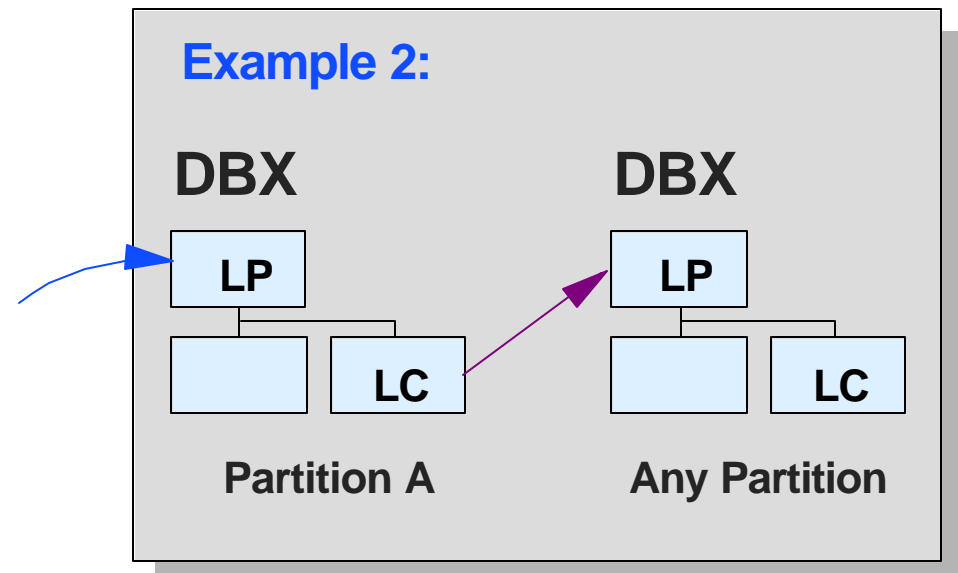 Example 2:
DBX
DBX
LP
LP
LC
LC
Partition A
Any Partition